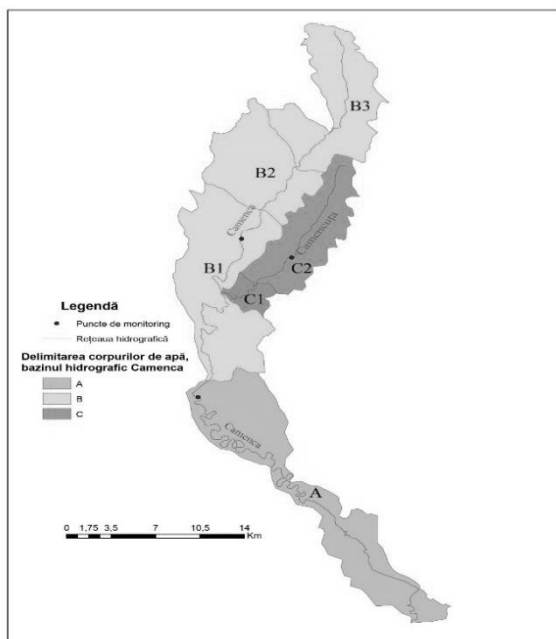 B3
B2
Camenca
Camencuța
B1
C2
C1
Legendă
Puncte de monitoring
Rețeaua hidrografică
Delimitarea corpurilor de apă,
bazinul hidrografic Camenca
A
B
C
Camenca
A
0 1,75 3,5 7 10,5 14
Km